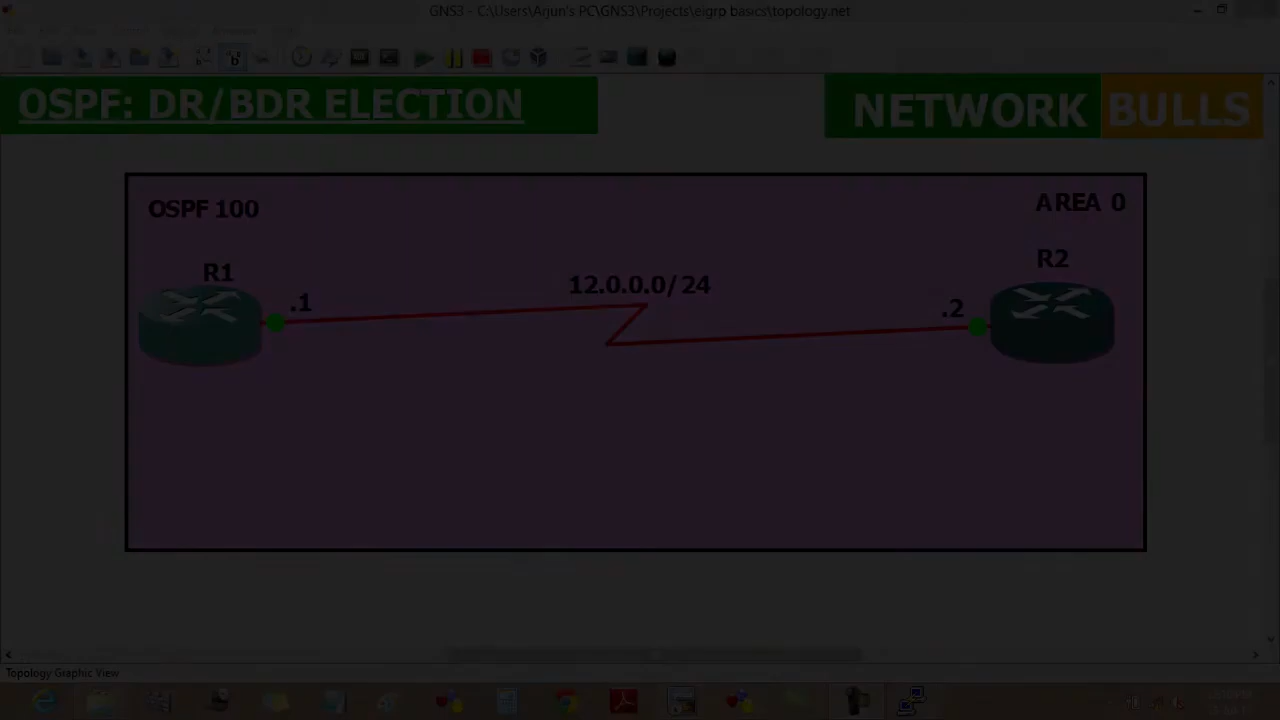 GNS3 - C:\Users\Arjun's PC\GNS3\Projects\eigrp basics\topology.net
OSPF: DR/BDR ELECTION
NETWORK BULLS
OSPF 100
AREA 0
R1
R2
.1
12.0.0.0/24
.2
Topology Graphic View